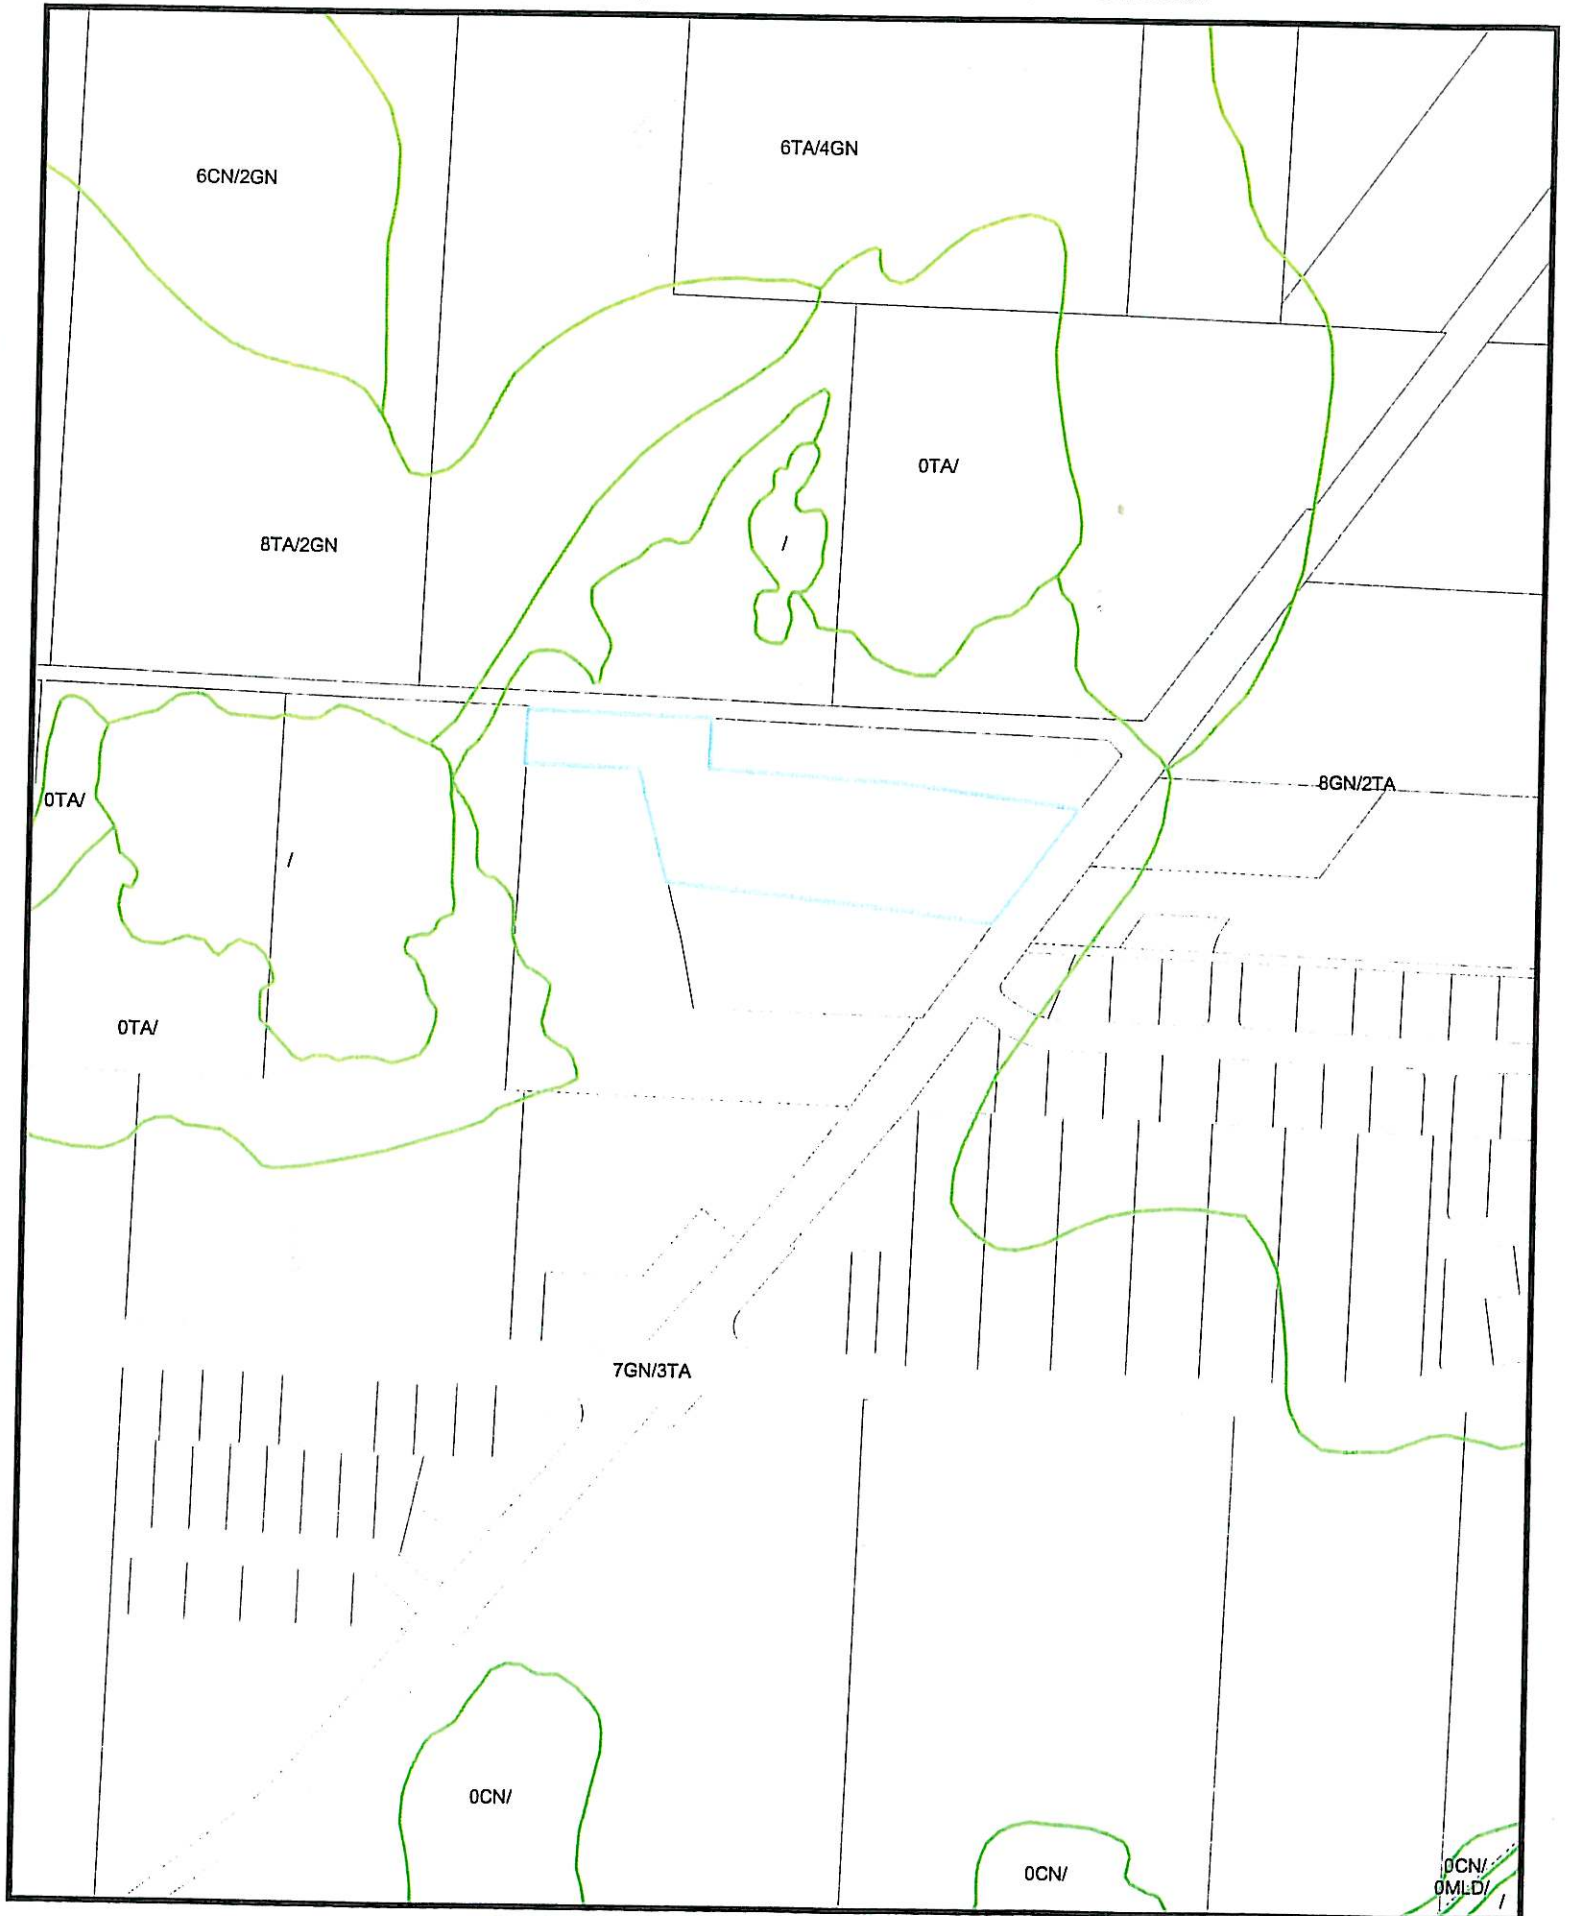 6TA/4GN
6CN/2GN
0TA/
8TA/2GN
/
8GN/2TA
0TA/
/
0TA/
7GN/3TA
0CN/
0CN/
0CN/
0MLD/
/